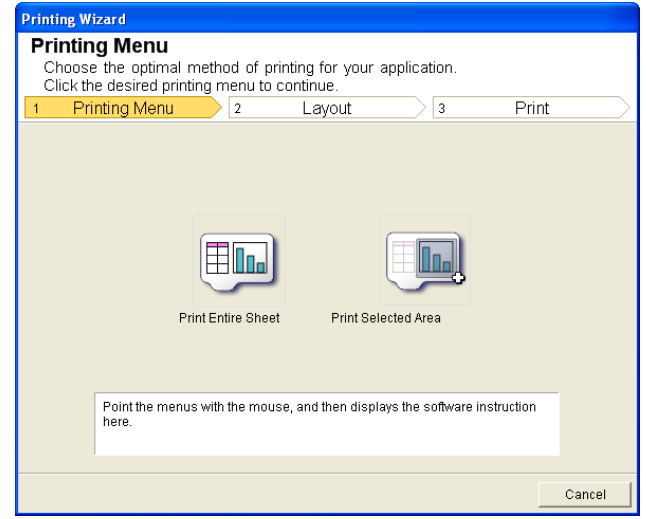 Printing Wizard
Printing Menu
Choose the optimal method of printing for your application.
Click the desired printing menu to continue.
1 Printing Menu 2 Layout 3 Print
Print Entire Sheet Print Selected Area
Point the menus with the mouse, and then displays the software instruction
here.
Cancel